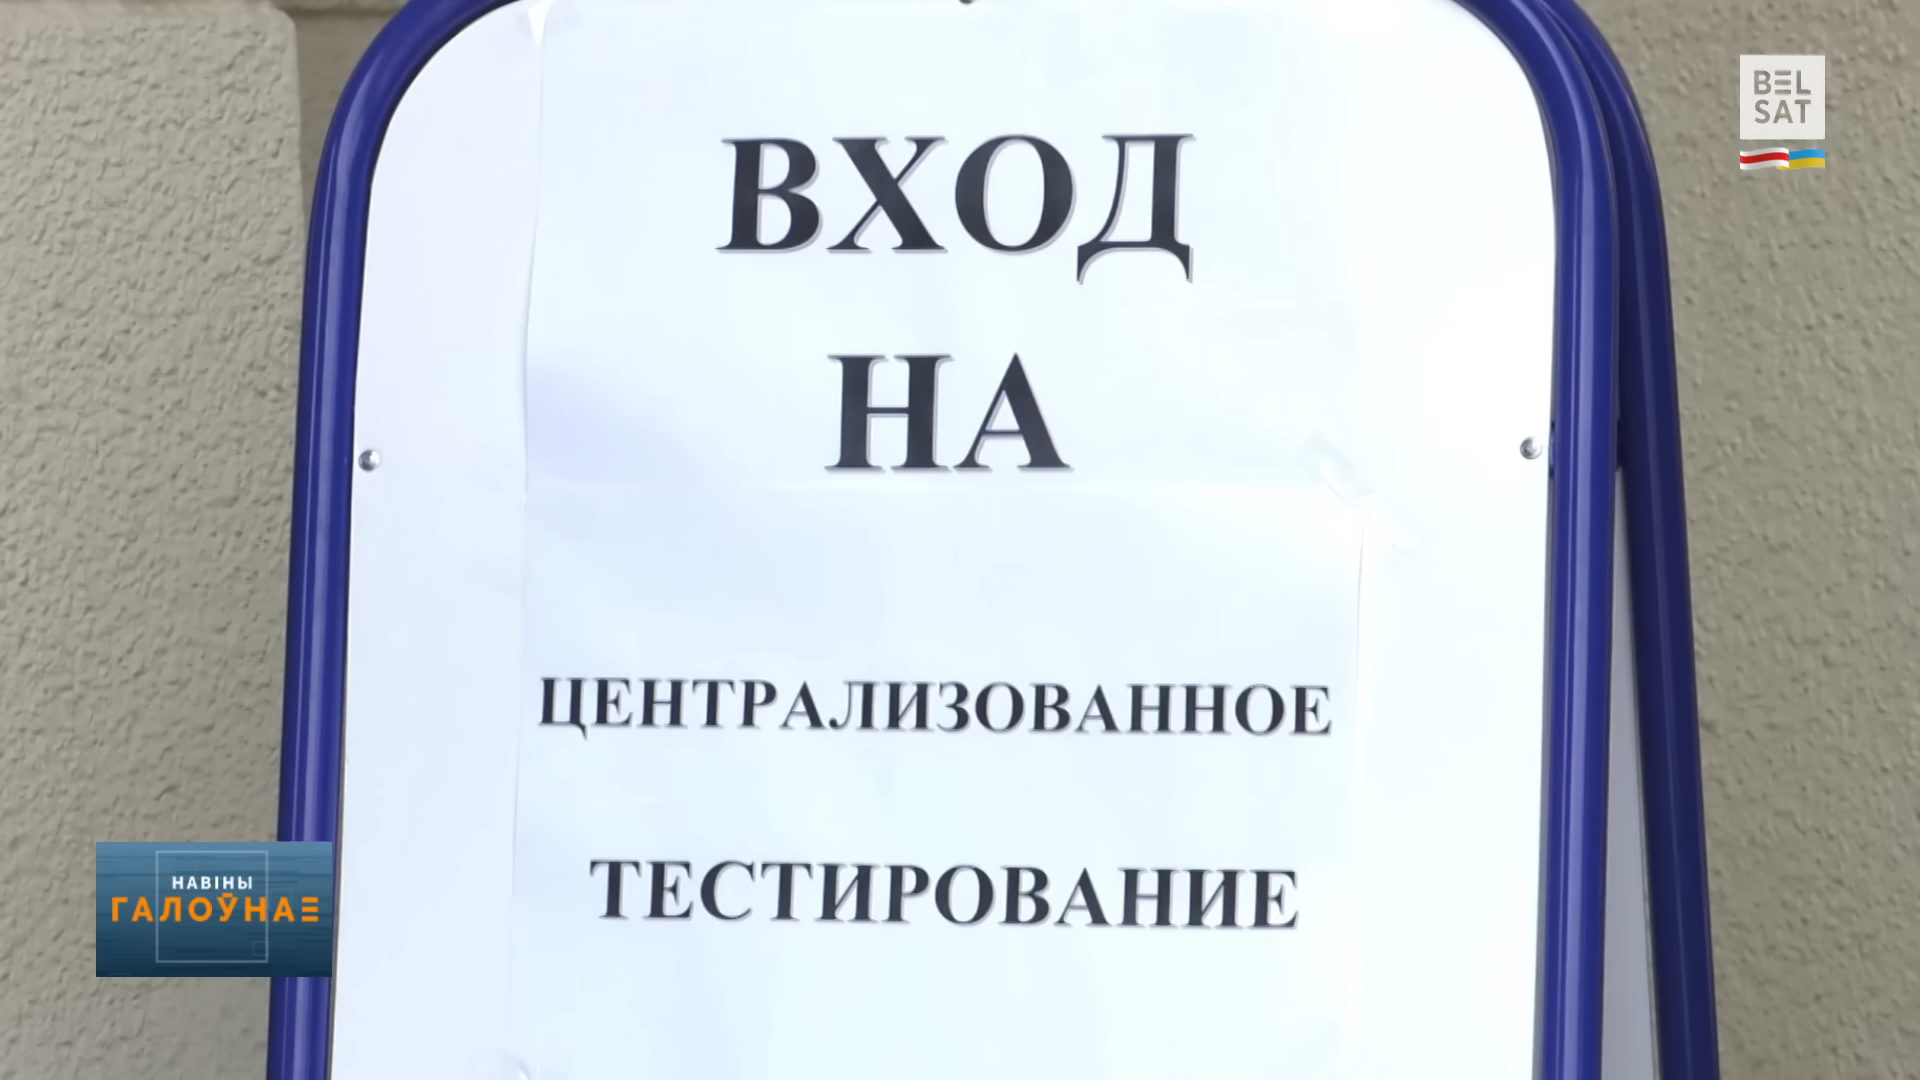 BEL
SAT
ВХОД
НА
ЦЕНТРАЛИЗОВАННОЕ
ТЕСТИРОВАНИЕ
НАВІНЫ
ГАЛОЎНАЕ